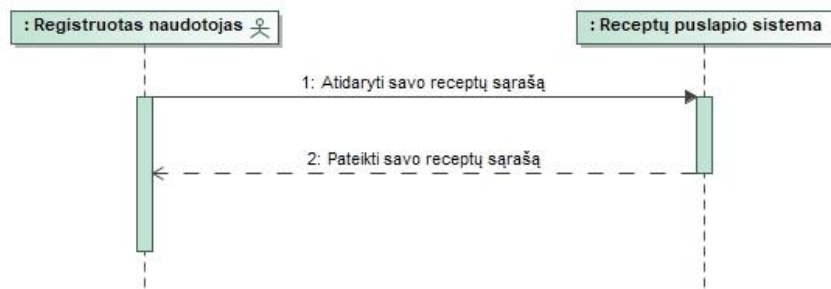 : Registruotas naudotojas
: Receptų puslapio sistema
1: Atidaryti savo receptų sąrašą
2: Pateikti savo receptų sąrašą